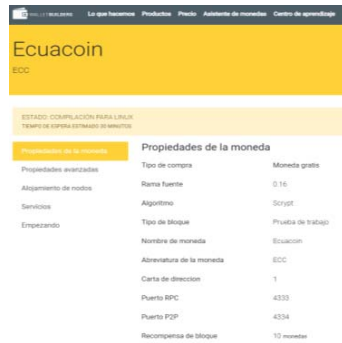 WALLETBUILDERS Lo que hacemos Productos Precio Asistente de monedas Centro de aprendizaje
Ecuacoin
ECC
ESTADO: COMPILACIÓN PARA LINUX
TIEMPO DE ESPERA ESTIMADO 20 MINUTOS
Propiedades de la moneda
Propiedades avanzadas
Alojamiento de nodos
Servicios
Empezando
Propiedades de la moneda
Tipo de compra Moneda gratis
Rama fuente 0.16
Algoritmo Scrypt
Tipo de bloque Prueba de trabajo
Nombre de moneda Ecuacoin
Abreviatura de la moneda ECC
Carta de direccion 1
Puerto RPC 4333
Puerto P2P 4334
Recompensa de bloque 10 monedas